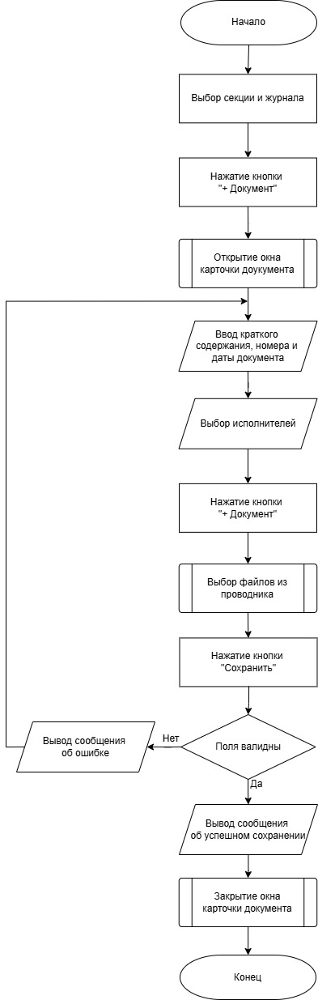 Начало
Выбор секции и журнала
Нажатие кнопки
"+ Документ"
Открытие окна
карточки доукумента
Ввод краткого
содержания, номера и
даты документа
Выбор исполнителей
Нажатие кнопки
"+ Документ"
Выбор файлов из
проводника
Нажатие кнопки
"Сохранить"
Поля валидны
Нет
Вывод сообщения
об ошибке
Да
Вывод сообщения
об успешном сохранении
Закрытие окна
карточки документа
Конец